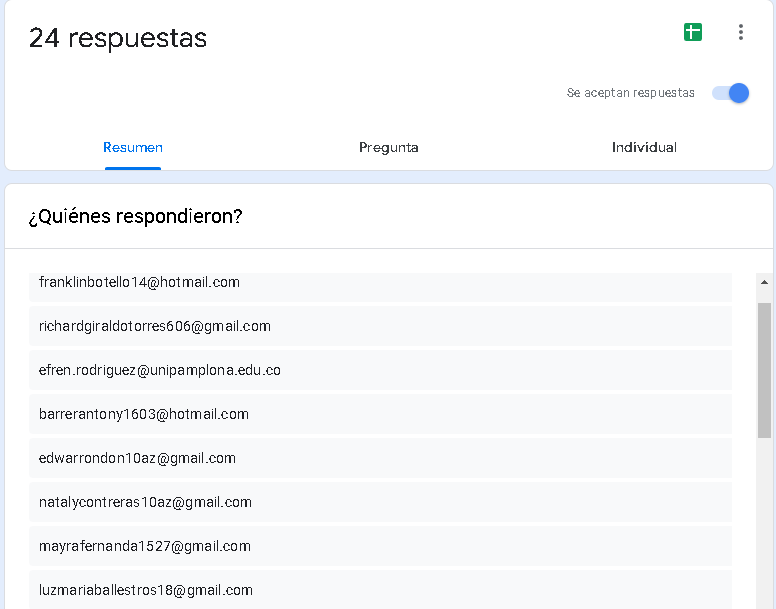 24 respuestas
Se aceptan respuestas
Resumen Pregunta Individual
¿Quiénes respondieron?
franklinbotello14@hotmail.com
richardgiraldotorres606@gmail.com
efren.rodriguez@unipamplona.edu.co
barrerantony1603@hotmail.com
edwarrondon10az@gmail.com
natalycontreras10az@gmail.com
mayrafernanda1527@gmail.com
luzmariaballestros18@gmail.com